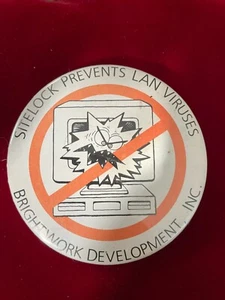 SITELOCK PREVENTS LAN VIRUSES
BRIGHTWORK DEVELOPMENT, INC.